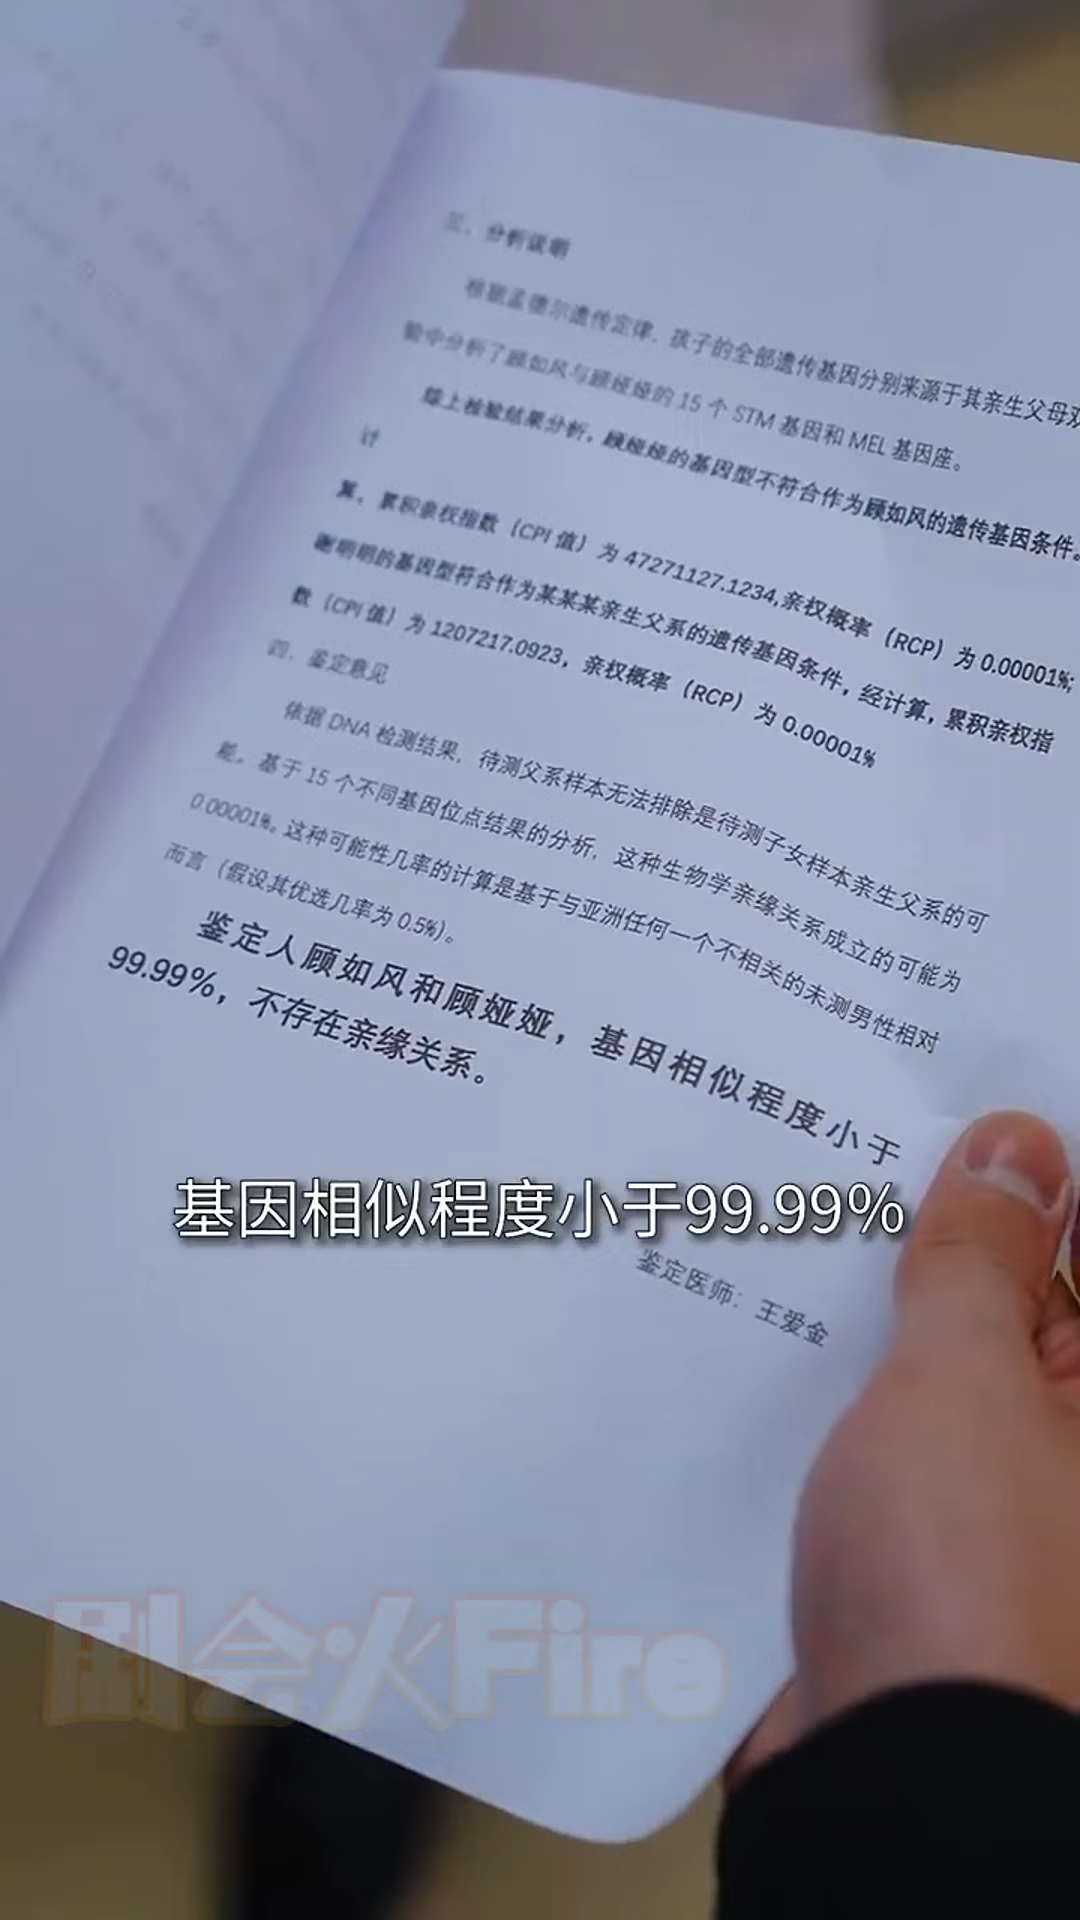 三、分析说明
根据孟德尔遗传定律，孩子的全部遗传基因分别来源于其亲生父母双
验中分析了顾如风与顾娅娅的 15 个 STM 基因和 MEL 基因座。
综上检验结果分析，顾娅娅的基因型不符合作为顾如风的遗传基因条件。
计
算，累积亲权指数（CPI 值）为 47271127.1234,亲权概率（RCP）为 0.00001%;
谢明明的基因型符合作为某某某亲生父系的遗传基因条件，经计算，累积亲权指
数（CPI 值）为 1207217.0923，亲权概率（RCP）为 0.00001%
四、鉴定意见
依据 DNA 检测结果，待测父系样本无法排除是待测子女样本亲生父系的可
能。基于 15 个不同基因位点结果的分析，这种生物学亲缘关系成立的可能为
0.00001%。这种可能性几率的计算是基于与亚洲任何一个不相关的未测男性相对
而言（假设其优选几率为 0.5%）。
鉴定人顾如风和顾娅娅，基因相似程度小于
99.99%，不存在亲缘关系。
基因相似程度小于99.99%
鉴定医师：王爱金
剧会火Fire